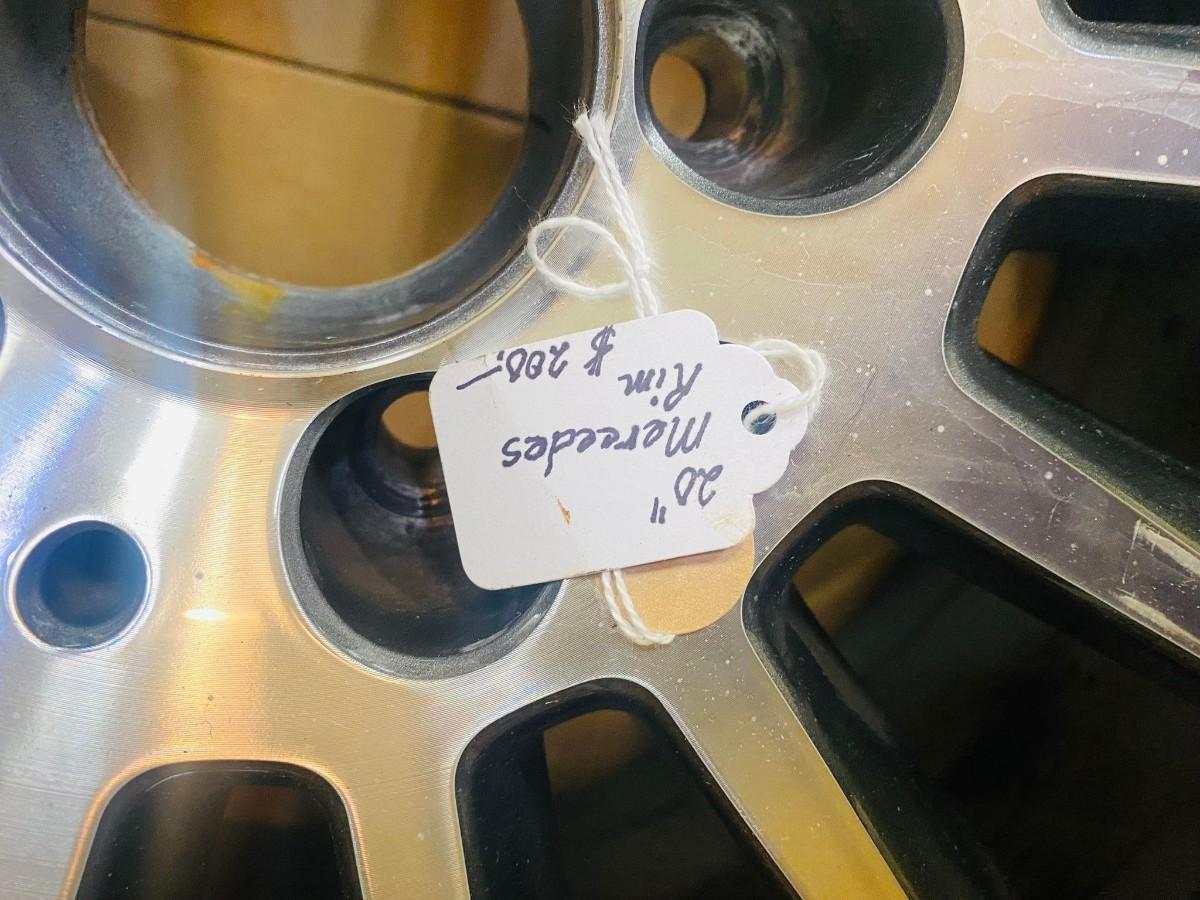 20"
Mercedes
Rim
$ 200.-